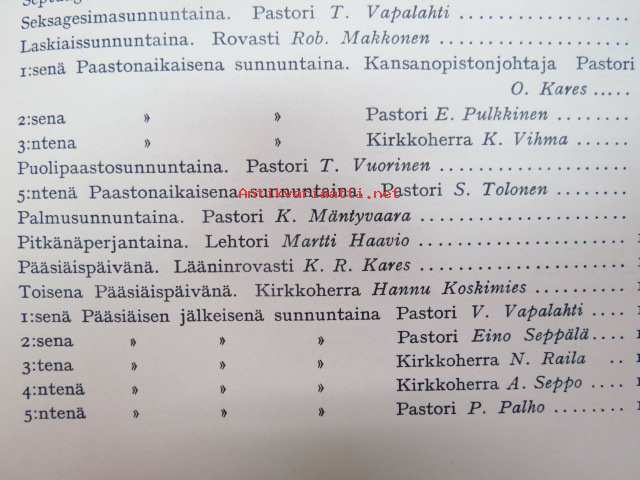 Seksagesimasunnuntaina. Pastori T. Vapalahti ..................
Laskiaissunnuntaina. Rovasti Rob. Makkonen ..................
1:senä Paastonaikaisena sunnuntaina. Kansanopistonjohtaja Pastori
O. Kares .....
2:sena » » Pastori E. Pulkkinen ........
3:ntena » » Kirkkoherra K. Vihma ......
Puolipaastosunnuntaina. Pastori T. Vuorinen ..................
5:ntenä Paastonaikaisena sunnuntaina. Pastori S. Tolonen ........
Palmusunnuntaina. Pastori K. Mäntyvaara ....................
Pitkänäperjantaina. Lehtori Martti Haavio ....................
Pääsiäispäivänä. Lääninrovasti K. R. Kares ....................
Toisena Pääsiäispäivänä. Kirkkoherra Hannu Koskimies ..........
1:senä Pääsiäisen jälkeisenä sunnuntaina Pastori V. Vapalahti ....
2:sena » » » Pastori Eino Seppälä ....
3:tena » » » Kirkkoherra N. Raila ..
4:ntenä » » » Kirkkoherra A. Seppo ....
5:ntenä » » » Pastori P. Palho ........